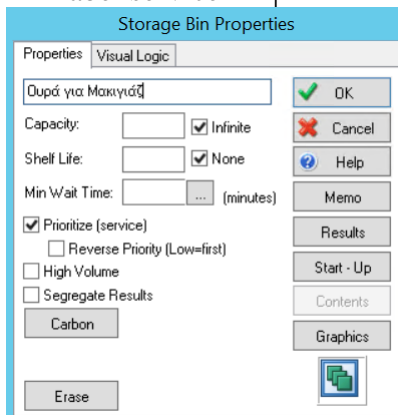 Storage Bin Properties
Properties Visual Logic
Ουρά για Μακιγιάζ
OK
Capacity: Infinite
Cancel
Shelf Life: None
Help
Min Wait Time: ... (minutes)
Memo
Prioritize (service)
Results
Reverse Priority (Low=first)
High Volume
Start - Up
Segregate Results
Contents
Carbon
Graphics
Erase